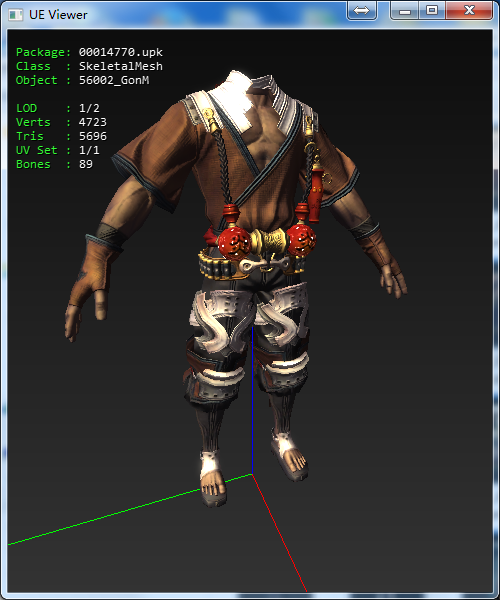 UE Viewer
Package: 00014770.upk
Class : SkeletalMesh
Object : 56002_GonM
LOD : 1/2
Verts : 4723
Tris : 5696
UV Set : 1/1
Bones : 89